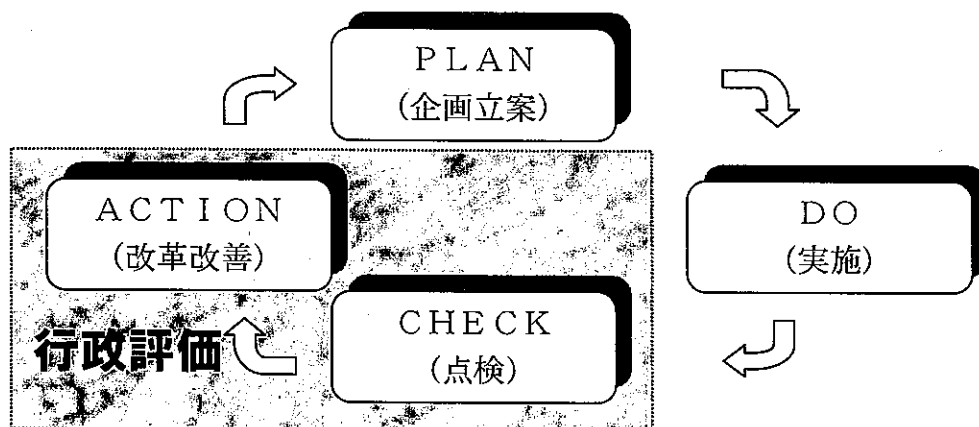 ＰＬＡＮ
(企画立案)
ＡＣＴＩＯＮ
(改革改善)
ＤＯ
(実施)
ＣＨＥＣＫ
(点検)
行政評価